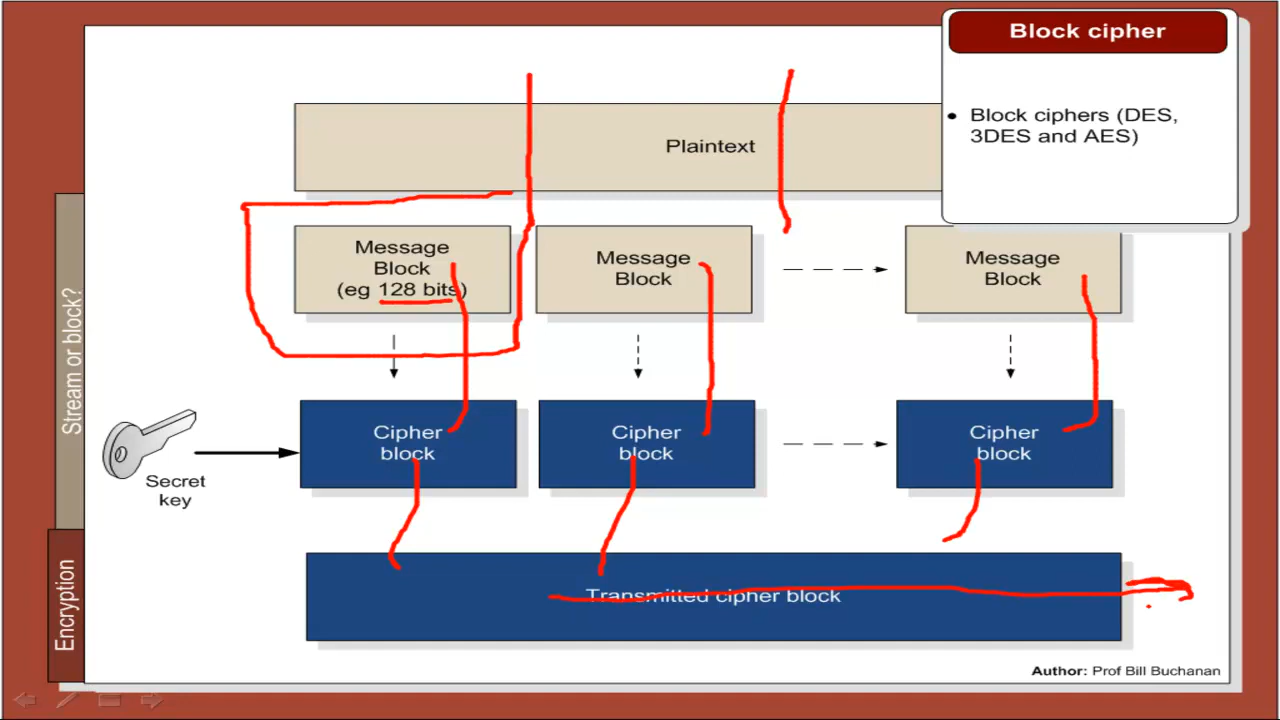 Block cipher
• Block ciphers (DES,
3DES and AES)
Plaintext
Message
Block
(eg 128 bits)
Message
Block
Message
Block
Stream or block?
Secret
key
Cipher
block
Cipher
block
Cipher
block
Encryption
Transmitted cipher block
Author: Prof Bill Buchanan